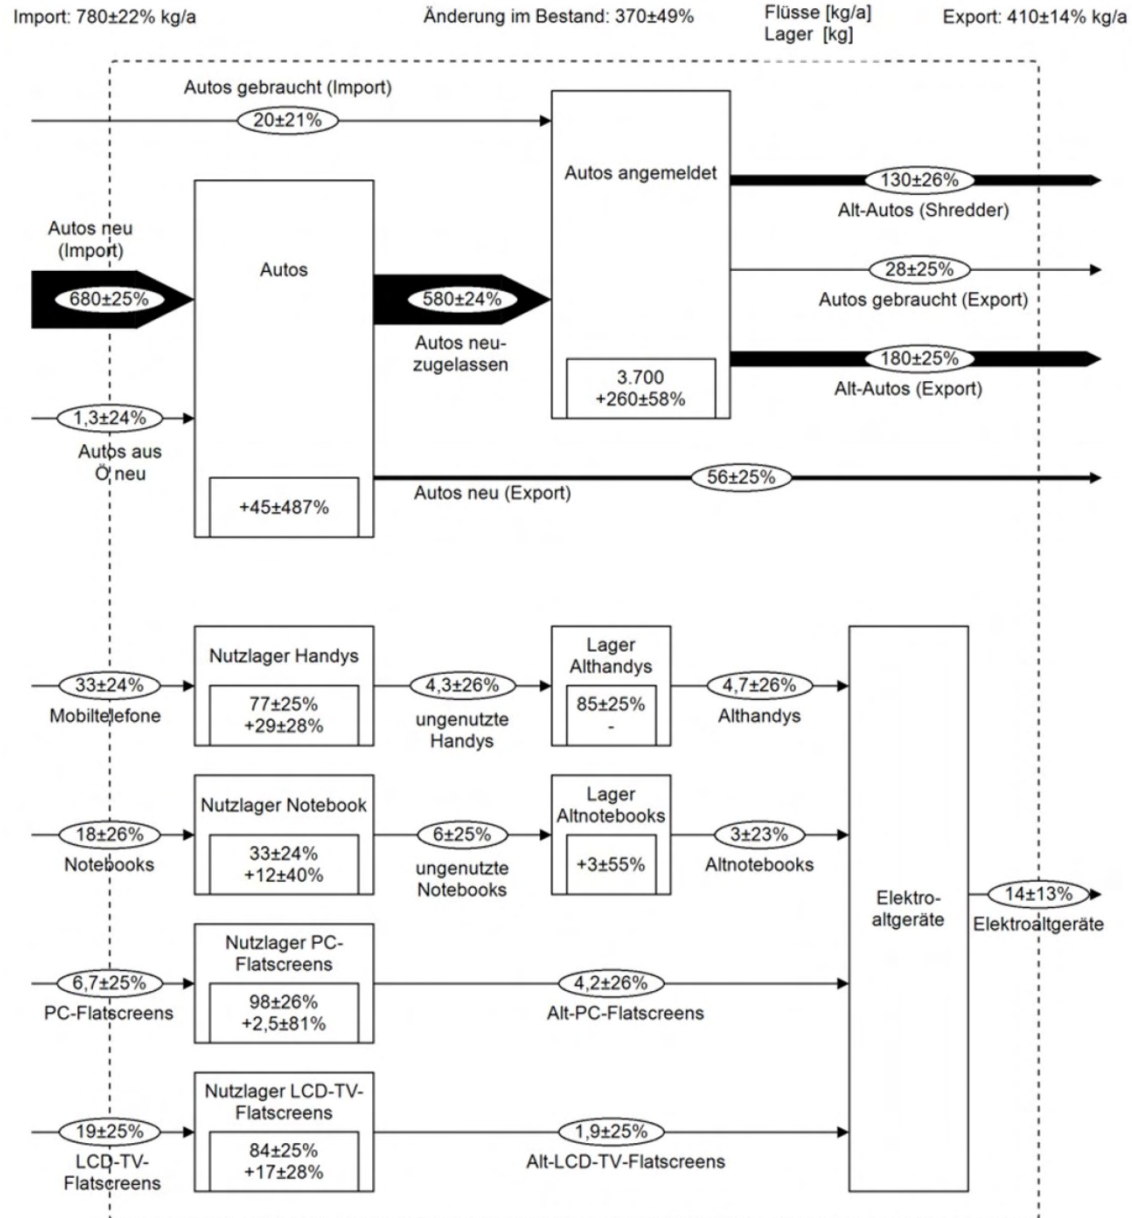 Import: 780±22% kg/a
Änderung im Bestand: 370±49%
Flüsse [kg/a]
Lager [kg]
Export: 410±14% kg/a
Autos gebraucht (Import)
20±21%
Autos angemeldet
130±26%
Alt-Autos (Shredder)
Autos neu
(Import)
680±25%
Autos
580±24%
Autos neu-
zugelassen
28±25%
Autos gebraucht (Export)
180±25%
Alt-Autos (Export)
3.700
+260±58%
1,3±24%
Autos aus
Ö neu
+45±487%
56±25%
Autos neu (Export)
33±24%
Mobiltelefone
Nutzlager Handys
77±25%
+29±28%
4,3±26%
ungenutzte
Handys
Lager
Althandys
85±25%
-
4,7±26%
Althandys
18±26%
Notebooks
Nutzlager Notebook
33±24%
+12±40%
6±25%
ungenutzte
Notebooks
Lager
Altnotebooks
+3±55%
3±23%
Altnotebooks
Elektro-
altgeräte
14±13%
Elektroaltgeräte
6,7±25%
PC-Flatscreens
Nutzlager PC-
Flatscreens
98±26%
+2,5±81%
4,2±26%
Alt-PC-Flatscreens
19±25%
LCD-TV-
Flatscreens
Nutzlager LCD-TV-
Flatscreens
84±25%
+17±28%
1,9±25%
Alt-LCD-TV-Flatscreens